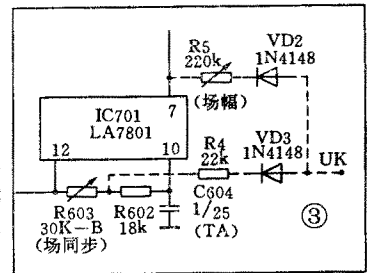 R5
220k
(场幅)
VD2
1N4148
IC701
LA7801
7
12
10
R4
22k
VD3
1N4148
UK
R603
30K-B
(场同步)
R602
18k
C604
1/25
(TA)
③